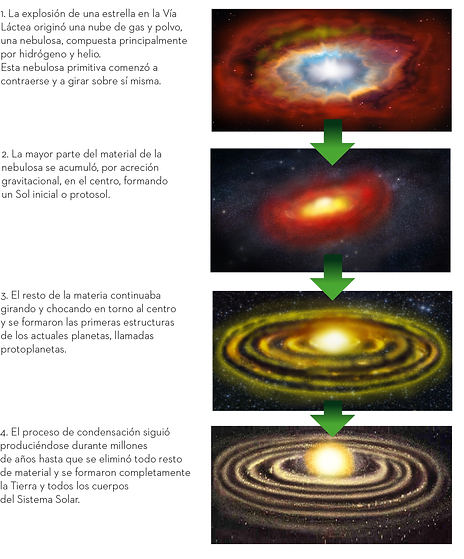 1. La explosión de una estrella en la Vía
Láctea originó una nube de gas y polvo,
una nebulosa, compuesta principalmente
por hidrógeno y helio.
Esta nebulosa primitiva comenzó a
contraerse y a girar sobre sí misma.
2. La mayor parte del material de la
nebulosa se acumuló, por acreción
gravitacional, en el centro, formando
un Sol inicial o protosol.
3. El resto de la materia continuaba
girando y chocando en torno al centro
y se formaron las primeras estructuras
de los actuales planetas, llamadas
protoplanetas.
4. El proceso de condensación siguió
produciéndose durante millones
de años hasta que se eliminó todo resto
de material y se formaron completamente
la Tierra y todos los cuerpos
del Sistema Solar.